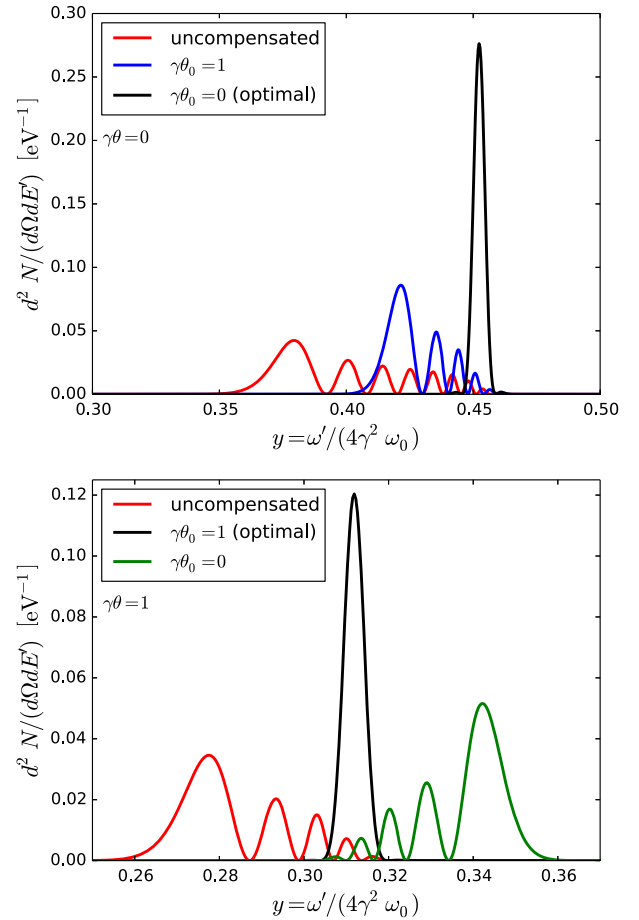 0.30
0.25
0.20
0.15
0.10
0.05
0.00
d² N/(dΩdE′) [eV⁻¹]
uncompensated
γθ₀ = 1
γθ₀ = 0 (optimal)
γθ = 0
0.30 0.35 0.40 0.45 0.50
y = ω′/(4γ² ω₀)
0.12
0.10
0.08
0.06
0.04
0.02
0.00
d² N/(dΩdE′) [eV⁻¹]
uncompensated
γθ₀ = 1 (optimal)
γθ₀ = 0
γθ = 1
0.26 0.28 0.30 0.32 0.34 0.36
y = ω′/(4γ² ω₀)